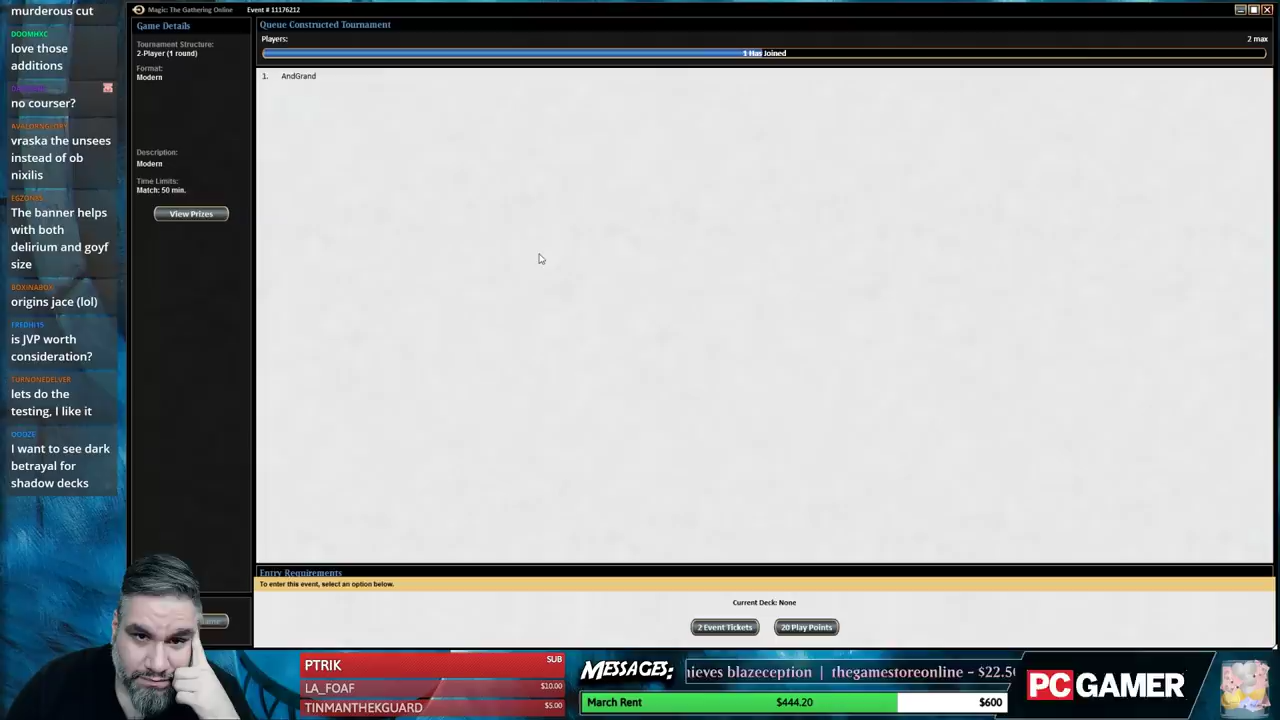 murderous cut
DOOMHXC
love those
additions
no courser?
vraska the unsees
instead of ob
nixilis
The banner helps
with both
delirium and goyf
size
BOXINABOX
origins jace (lol)
FREDHI15
is JVP worth
consideration?
TURNONEDELVER
lets do the
testing, I like it
I want to see dark
betrayal for
shadow decks
Magic: The Gathering Online
Event # 11176212
Game Details
Tournament Structure:
2-Player (1 round)
Format:
Modern
Description:
Modern
Time Limits:
Match: 50 min.
View Prizes
Queue Constructed Tournament
Players:
2 max
1 Has Joined
1. AndGrand
Entry Requirements
To enter this event, select an option below.
Current Deck: None
2 Event Tickets
20 Play Points
PTRIK
SUB
LA_FOAF
$10.00
TINMANTHEKGUARD
$5.00
MESSAGES:
ieves blazeception | thegamestoreonline - $22.5
March Rent
$444.20
$600
PC GAMER